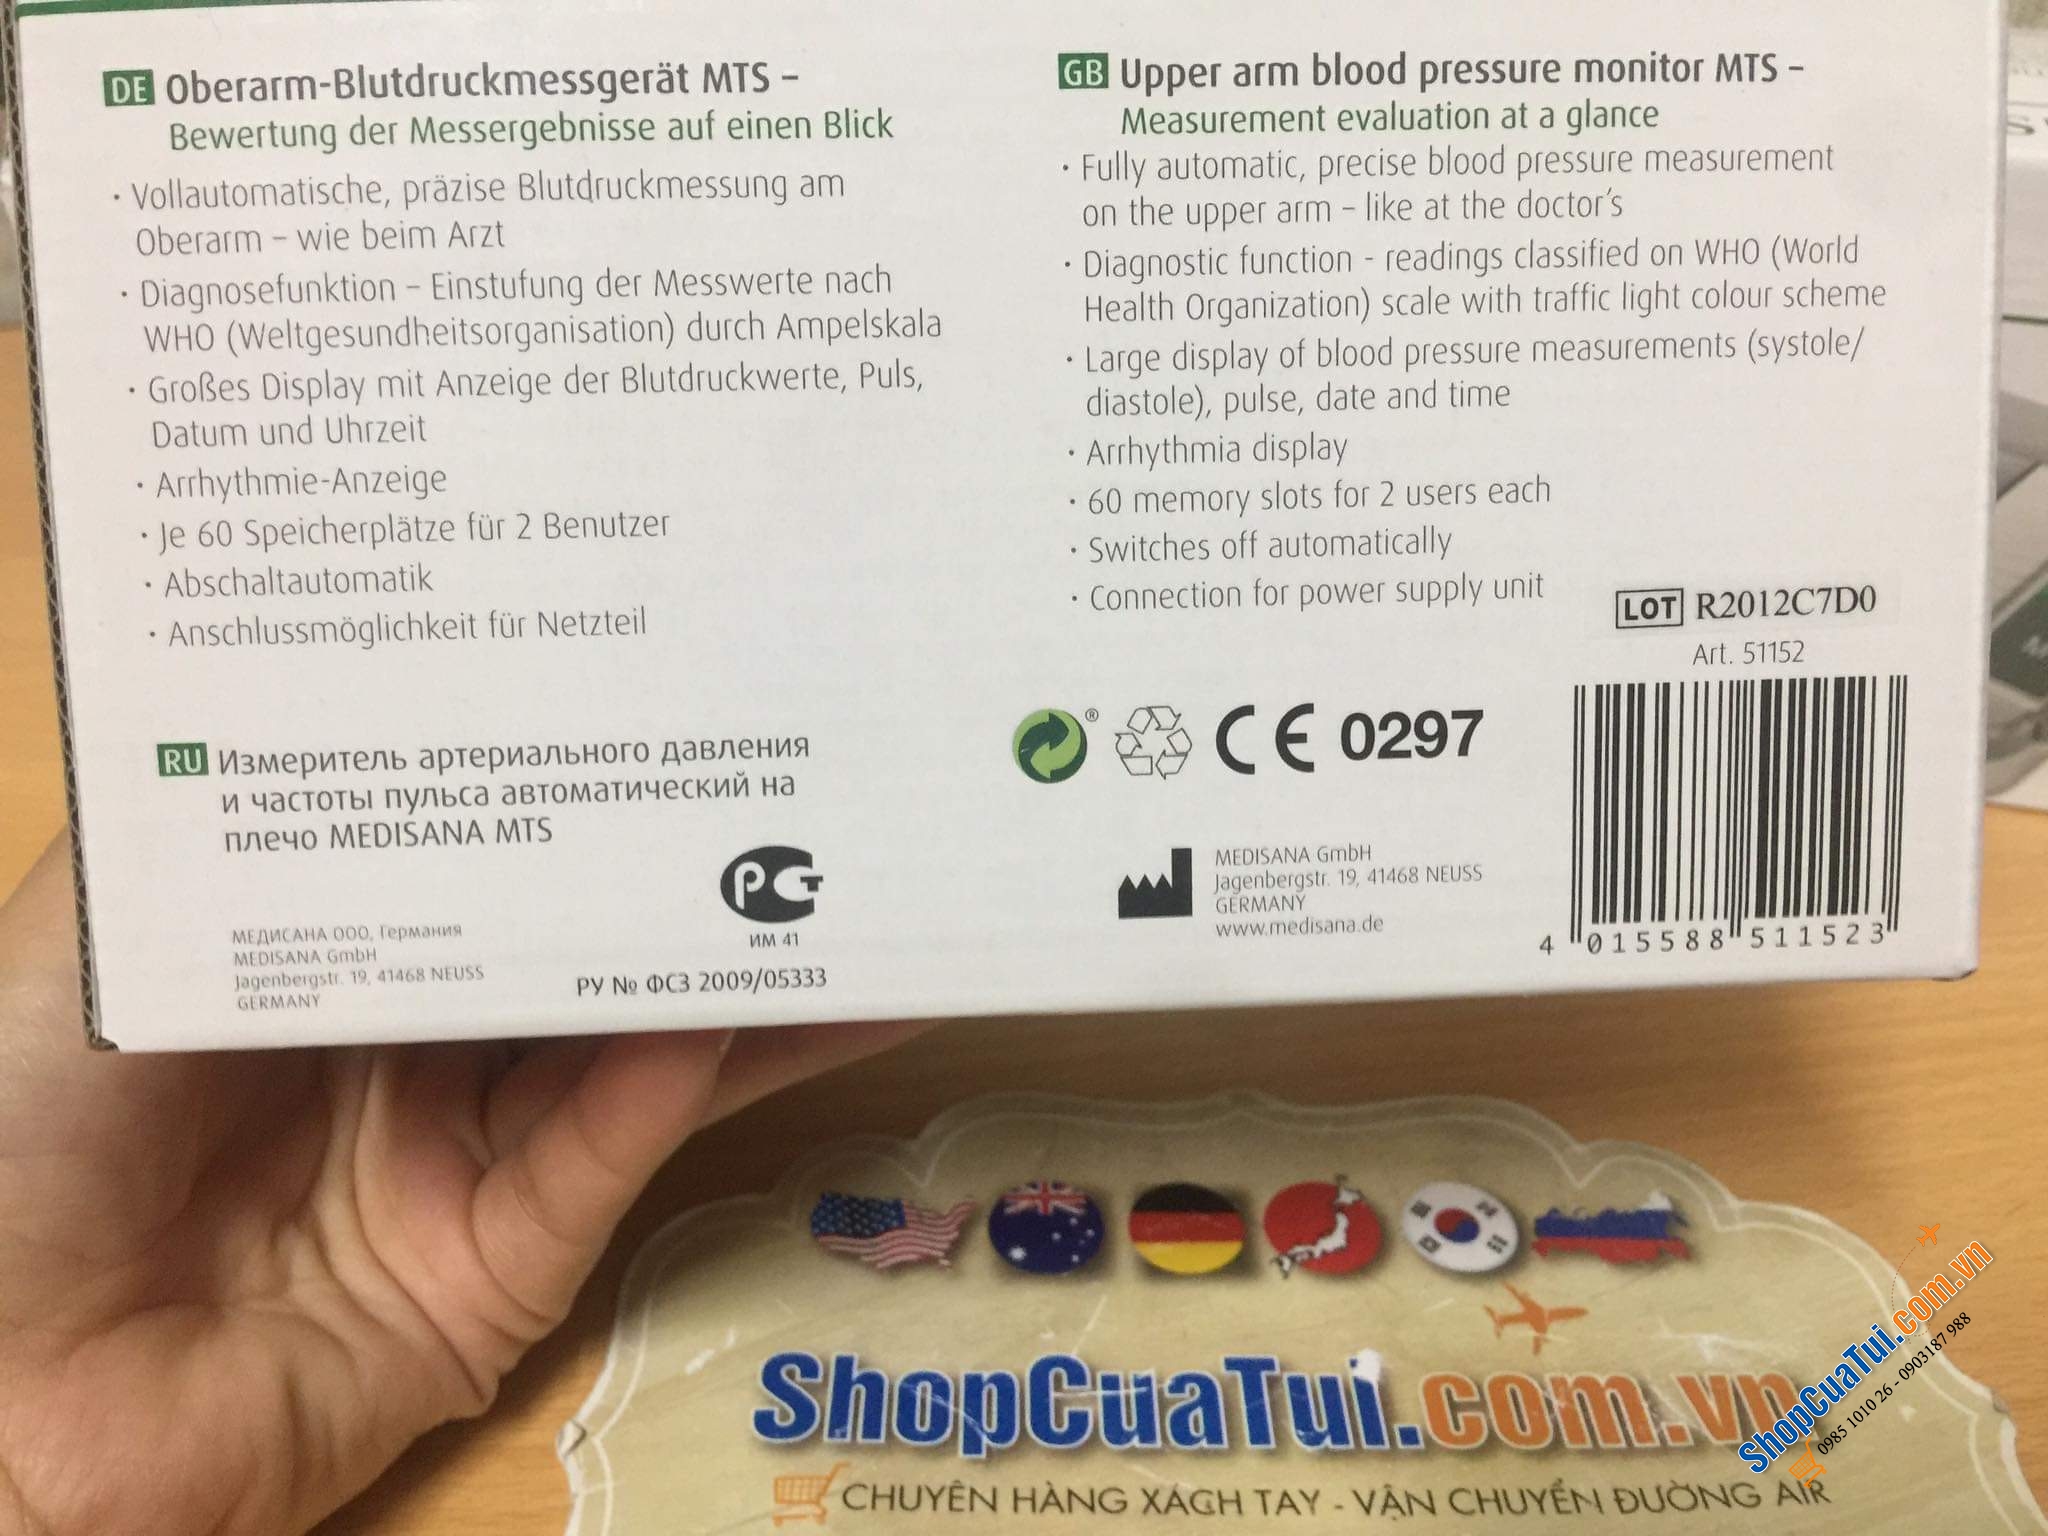 DE Oberarm-Blutdruckmessgerät MTS –
Bewertung der Messergebnisse auf einen Blick
· Vollautomatische, präzise Blutdruckmessung am
Oberarm – wie beim Arzt
· Diagnosefunktion – Einstufung der Messwerte nach
WHO (Weltgesundheitsorganisation) durch Ampelskala
· Großes Display mit Anzeige der Blutdruckwerte, Puls,
Datum und Uhrzeit
· Arrhythmie-Anzeige
· Je 60 Speicherplätze für 2 Benutzer
· Abschaltautomatik
· Anschlussmöglichkeit für Netzteil
GB Upper arm blood pressure monitor MTS –
Measurement evaluation at a glance
· Fully automatic, precise blood pressure measurement
on the upper arm – like at the doctor's
· Diagnostic function - readings classified on WHO (World
Health Organization) scale with traffic light colour scheme
· Large display of blood pressure measurements (systole/
diastole), pulse, date and time
· Arrhythmia display
· 60 memory slots for 2 users each
· Switches off automatically
· Connection for power supply unit
LOT R2012C7D0
Art. 51152
RU Измеритель артериального давления
и частоты пульса автоматический на
плечо MEDISANA MTS
РСТ
ИМ 41
МЕДИСАНА ООО, Германия
MEDISANA GmbH
Jagenbergstr. 19, 41468 NEUSS
GERMANY
РУ № ФСЗ 2009/05333
® CE 0297
MEDISANA GmbH
Jagenbergstr. 19, 41468 NEUSS
GERMANY
www.medisana.de
4 015588 511523
ShopCuaTui.com.vn
CHUYÊN HÀNG XÁCH TAY - VẬN CHUYỂN ĐƯỜNG AIR
ShopCuaTui.com.vn
0985 1010 26 - 0903187 988